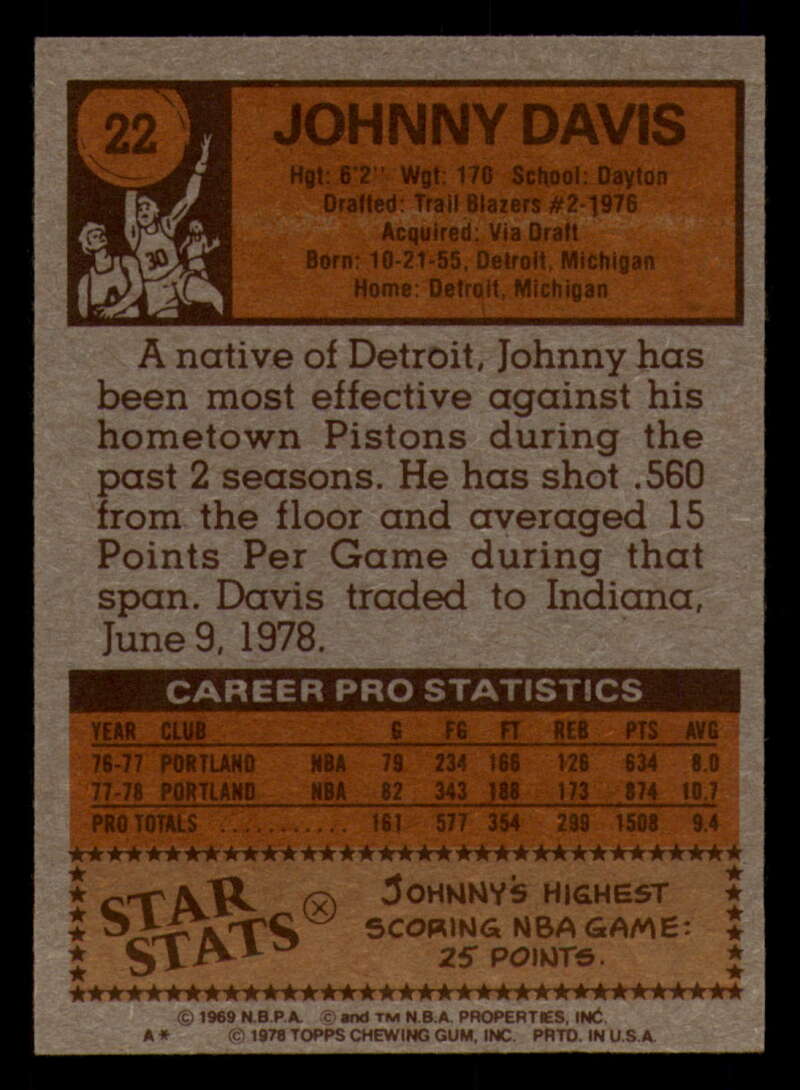 22
JOHNNY DAVIS
Hgt: 6'2" Wgt: 170 School: Dayton
Drafted: Trail Blazers #2-1976
Acquired: Via Draft
Born: 10-21-55, Detroit, Michigan
Home: Detroit, Michigan
30
A native of Detroit, Johnny has
been most effective against his
hometown Pistons during the
past 2 seasons. He has shot .560
from the floor and averaged 15
Points Per Game during that
span. Davis traded to Indiana,
June 9, 1978.
CAREER PRO STATISTICS
YEAR CLUB G FG FT REB PTS AVG
76-77 PORTLAND NBA 79 234 166 126 634 8.0
77-78 PORTLAND NBA 82 343 188 173 874 10.7
PRO TOTALS ........... 161 577 354 299 1508 9.4
STAR
STATS
JOHNNY'S HIGHEST
SCORING NBA GAME:
25 POINTS.
© 1969 N.B.P.A. © and TM N.B.A. PROPERTIES, INC.
A* © 1978 TOPPS CHEWING GUM, INC. PRTD. IN U.S.A.